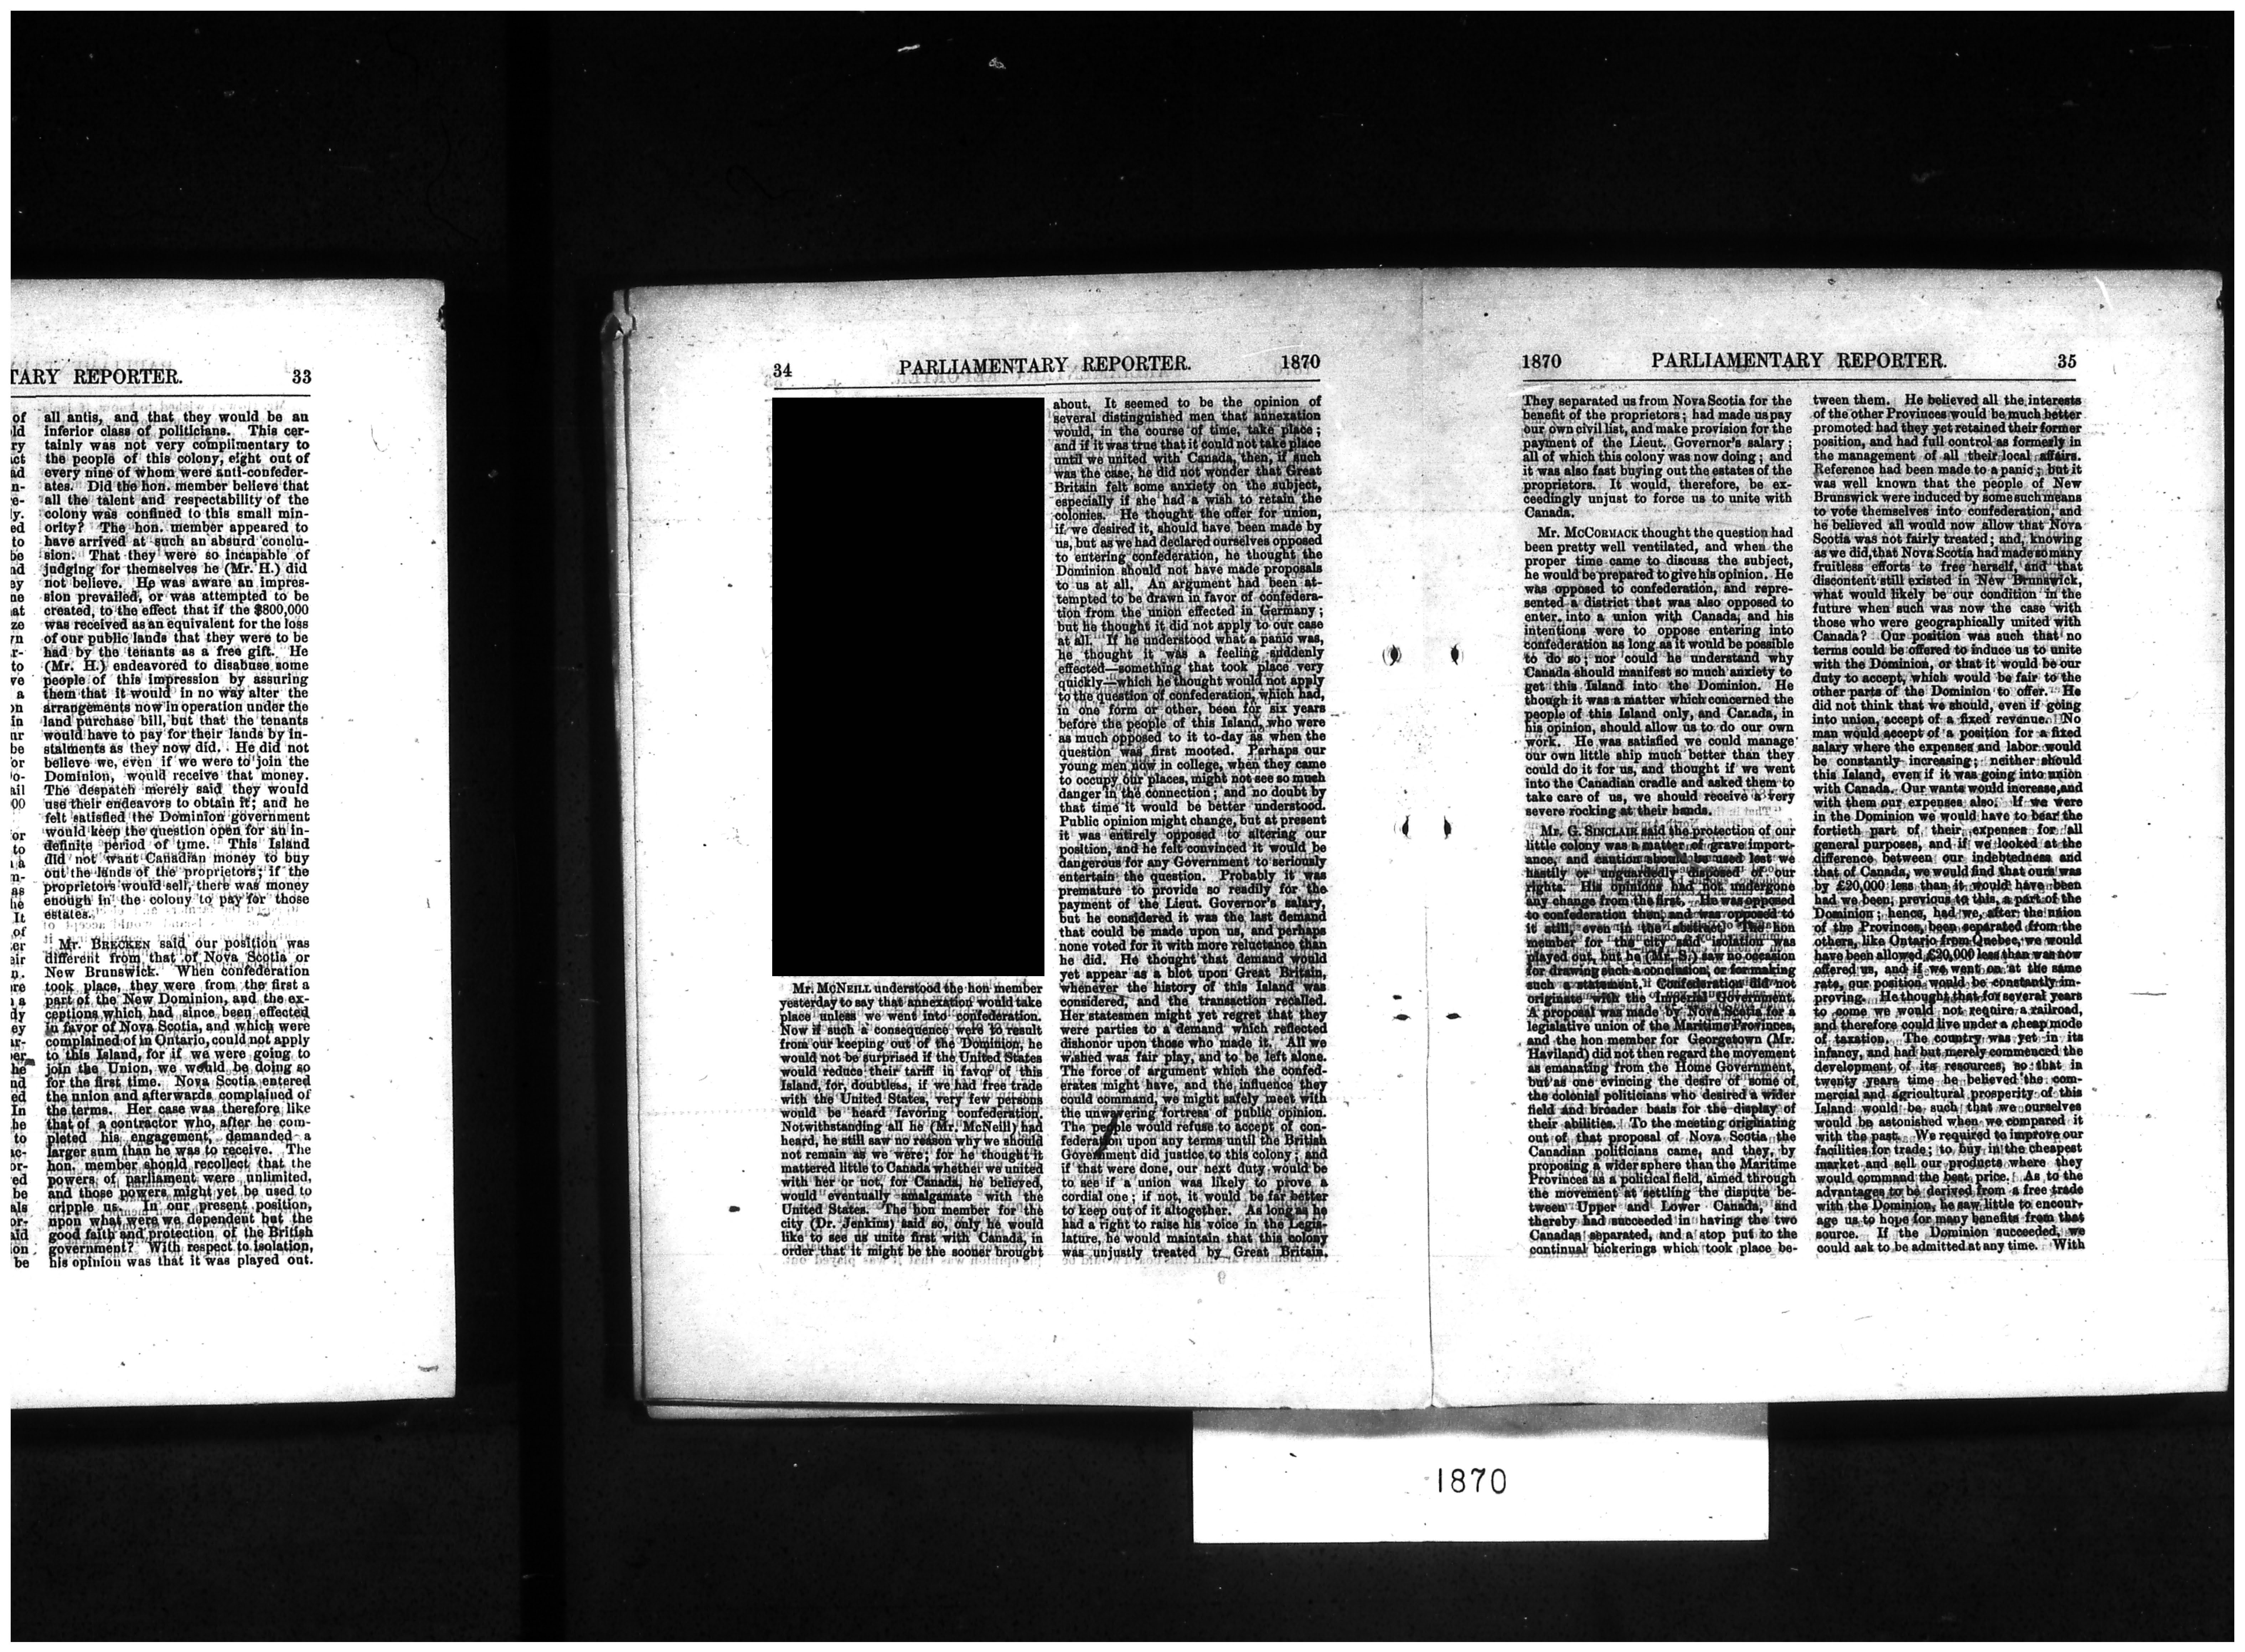 TARY REPORTER. 33
of
ld
ry
ct
ad
n-
e-
ly.
ed
to
be
ad
ey
ne
at
ze
rn
r-
to
ve
a
on
in
ur
be
or
o-
ail
00
or
to
a
m-
as
he
It
of
er
air
n.
re
a
dy
ey
ar-
er
he
nd
ed
In
he
to
ac-
or-
ed
be
als
or-
aid
ion
be
all antis, and that they would be an
inferior class of politicians. This cer-
tainly was not very complimentary to
the people of this colony, eight out of
every nine of whom were anti-confeder-
ates. Did the hon. member believe that
all the talent and respectability of the
colony was confined to this small min-
ority? The hon. member appeared to
have arrived at such an absurd conclu-
sion. That they were so incapable of
judging for themselves he (Mr. H.) did
not believe. He was aware an impres-
sion prevailed, or was attempted to be
created, to the effect that if the $800,000
was received as an equivalent for the loss
of our public lands that they were to be
had by the tenants as a free gift. He
(Mr. H.) endeavored to disabuse some
people of this impression by assuring
them that it would in no way alter the
arrangements now in operation under the
land purchase bill, but that the tenants
would have to pay for their lands by in-
stalments as they now did. He did not
believe we, even if we were to join the
Dominion, would receive that money.
The despatch merely said they would
use their endeavors to obtain it; and he
felt satisfied the Dominion government
would keep the question open for an in-
definite period of time. This Island
did not want Canadian money to buy
out the lands of the proprietors; if the
proprietors would sell, there was money
enough in the colony to pay for those
estates.
Mr. BRECKEN said our position was
different from that of Nova Scotia or
New Brunswick. When confederation
took place, they were from the first a
part of the New Dominion, and the ex-
ceptions which had since been effected
in favor of Nova Scotia, and which were
complained of in Ontario, could not apply
to this Island, for if we were going to
join the Union, we would be doing so
for the first time. Nova Scotia entered
the union and afterwards complained of
the terms. Her case was therefore like
that of a contractor who, after he com-
pleted his engagement, demanded a
larger sum than he was to receive. The
hon. member should recollect that the
powers of parliament were unlimited,
and those powers might yet be used to
cripple us. In our present position,
upon what were we dependent but the
good faith and protection of the British
government? With respect to isolation,
his opinion was that it was played out.
34 PARLIAMENTARY REPORTER. 1870
Mr. MCNEILL understood the hon member
yesterday to say that annexation would take
place unless we went into confederation.
Now if such a consequence were to result
from our keeping out of the Dominion, he
would not be surprised if the United States
would reduce their tariff in favor of this
Island, for, doubtless, if we had free trade
with the United States, very few persons
would be heard favoring confederation.
Notwithstanding all he (Mr. McNeill) had
heard, he still saw no reason why we should
not remain as we were; for he thought it
mattered little to Canada whether we united
with her or not, for Canada, he believed,
would eventually amalgamate with the
United States. The hon member for the
city (Dr. Jenkins) said so, only he would
like to see us unite first with Canada, in
order that it might be the sooner brought
about. It seemed to be the opinion of
several distinguished men that annexation
would, in the course of time, take place;
and if it was true that it could not take place
until we united with Canada, then, if such
was the case, he did not wonder that Great
Britain felt some anxiety on the subject,
especially if she had a wish to retain the
colonies. He thought the offer for union,
if we desired it, should have been made by
us, but as we had declared ourselves opposed
to entering confederation, he thought the
Dominion should not have made proposals
to us at all. An argument had been at-
tempted to be drawn in favor of confedera-
tion from the union effected in Germany;
but he thought it did not apply to our case
at all. If he understood what a panic was,
he thought it was a feeling suddenly
effected—something that took place very
quickly—which he thought would not apply
to the question of confederation, which had,
in one form or other, been for six years
before the people of this Island, who were
as much opposed to it to-day as when the
question was first mooted. Perhaps our
young men now in college, when they came
to occupy our places, might not see so much
danger in the connection; and no doubt by
that time it would be better understood.
Public opinion might change, but at present
it was entirely opposed to altering our
position, and he felt convinced it would be
dangerous for any Government to seriously
entertain the question. Probably it was
premature to provide so readily for the
payment of the Lieut. Governor's salary,
but he considered it was the last demand
that could be made upon us, and perhaps
none voted for it with more reluctance than
he did. He thought that demand would
yet appear as a blot upon Great Britain,
whenever the history of this Island was
considered, and the transaction recalled.
Her statesmen might yet regret that they
were parties to a demand which reflected
dishonor upon those who made it. All we
wished was fair play, and to be left alone.
The force of argument which the confed-
erates might have, and the influence they
could command, we might safely meet with
the unwavering fortress of public opinion.
The people would refuse to accept of con-
federation upon any terms until the British
Government did justice to this colony; and
if that were done, our next duty would be
to see if a union was likely to prove a
cordial one; if not, it would be far better
to keep out of it altogether. As long as he
had a right to raise his voice in the Legis-
lature, he would maintain that this colony
was unjustly treated by Great Britain.
1870 PARLIAMENTARY REPORTER. 35
They separated us from Nova Scotia for the
benefit of the proprietors; had made us pay
our own civil list, and make provision for the
payment of the Lieut. Governor's salary;
all of which this colony was now doing; and
it was also fast buying out the estates of the
proprietors. It would, therefore, be ex-
ceedingly unjust to force us to unite with
Canada.
Mr. MCCORMACK thought the question had
been pretty well ventilated, and when the
proper time came to discuss the subject,
he would be prepared to give his opinion. He
was opposed to confederation, and repre-
sented a district that was also opposed to
enter into a union with Canada, and his
intentions were to oppose entering into
confederation as long as it would be possible
to do so; nor could he understand why
Canada should manifest so much anxiety to
get this Island into the Dominion. He
though it was a matter which concerned the
people of this Island only, and Canada, in
his opinion, should allow us to do our own
work. He was satisfied we could manage
our own little ship much better than they
could do it for us, and thought if we went
into the Canadian cradle and asked them to
take care of us, we should receive a very
severe rocking at their hands.
Mr. G. SINCLAIR said the protection of our
little colony was a matter of grave import-
ance, and caution should be used lest we
hastily or unguardedly disposed of our
rights. His opinions had not undergone
any change from the first. He was opposed
to confederation then, and was opposed to
it still, even in the abstract. The hon
member for the city said isolation was
played out, but he (Mr. S.) saw no occasion
for drawing such a conclusion, or for making
such a statement. Confederation did not
originate with the Imperial Government.
A proposal was made by Nova Scotia for a
legislative union of the Maritime Provinces,
and the hon member for Georgetown (Mr.
Haviland) did not then regard the movement
as emanating from the Home Government,
but as one evincing the desire of some of
the colonial politicians who desired a wider
field and broader basis for the display of
their abilities. To the meeting originating
out of that proposal of Nova Scotia the
Canadian politicians came, and they, by
proposing a wider sphere than the Maritime
Provinces as a political field, aimed through
the movement at settling the dispute be-
tween Upper and Lower Canada, and
thereby had succeeded in having the two
Canadas separated, and a stop put to the
continual bickerings which took place be-
tween them. He believed all the interests
of the other Provinces would be much better
promoted had they yet retained their former
position, and had full control as formerly in
the management of all their local affairs.
Reference had been made to a panic; but it
was well known that the people of New
Brunswick were induced by some such means
to vote themselves into confederation, and
he believed all would now allow that Nova
Scotia was not fairly treated; and, knowing
as we did, that Nova Scotia had made so many
fruitless efforts to free herself, and that
discontent still existed in New Brunswick,
what would likely be our condition in the
future when such was now the case with
those who were geographically united with
Canada? Our position was such that no
terms could be offered to induce us to unite
with the Dominion, or that it would be our
duty to accept, which would be fair to the
other parts of the Dominion to offer. He
did not think that we should, even if going
into union, accept of a fixed revenue. No
man would accept of a position for a fixed
salary where the expenses and labor would
be constantly increasing; neither should
this Island, even if it was going into union
with Canada. Our wants would increase, and
with them our expenses also. If we were
in the Dominion we would have to bear the
fortieth part of their expenses for all
general purposes, and if we looked at the
difference between our indebtedness and
that of Canada, we would find that ours was
by £20,000 less than it would have been
had we been, previous to this, a part of the
Dominion; hence, had we, after the union
of the Provinces, been separated from the
others, like Ontario from Quebec, we would
have been allowed £20,000 less than was now
offered us, and if we went on at the same
rate, our position would be constantly im-
proving. He thought that for several years
to some we would not require a railroad,
and therefore could live under a cheap mode
of taxation. The country was yet in its
infancy, and had but merely commenced the
development of its resources, so that in
twenty years time he believed the com-
mercial and agricultural prosperity of this
Island would be such that we ourselves
would be astonished when we compared it
with the past. We required to improve our
facilities for trade; to buy in the cheapest
market and sell our products where they
would command the best price. As to the
advantages to be derived from a free trade
with the Dominion, he saw little to encour-
age us to hope for many benefits from that
source. If the Dominion succeeded, we
could ask to be admitted at any time. With
1870